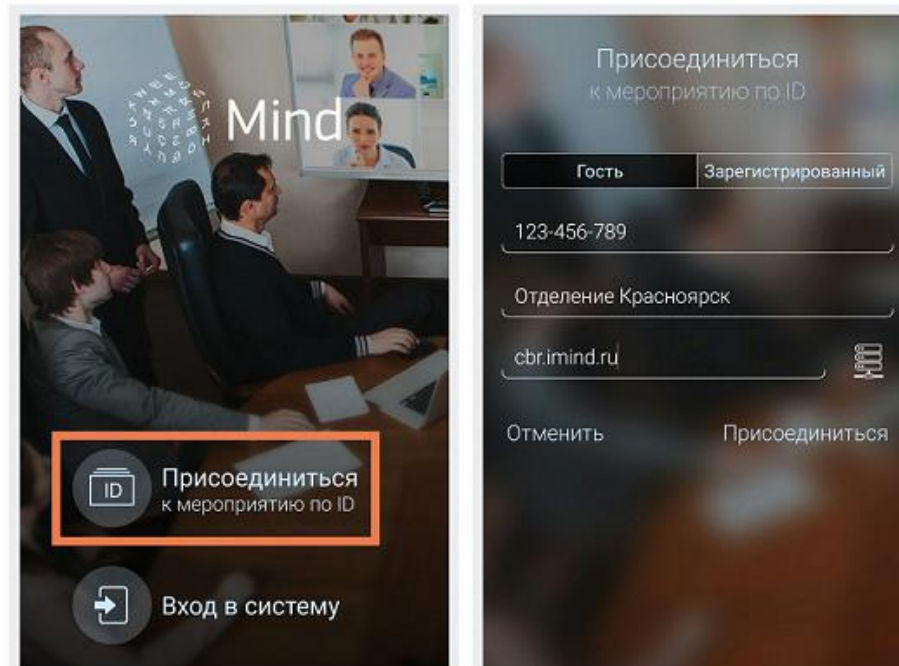 Mind
ID
Присоединиться
к мероприятию по ID
Вход в систему
Присоединиться
к мероприятию по ID
Гость
Зарегистрированный
123-456-789
Отделение Красноярск
cbr.imind.ru
Отменить
Присоединиться